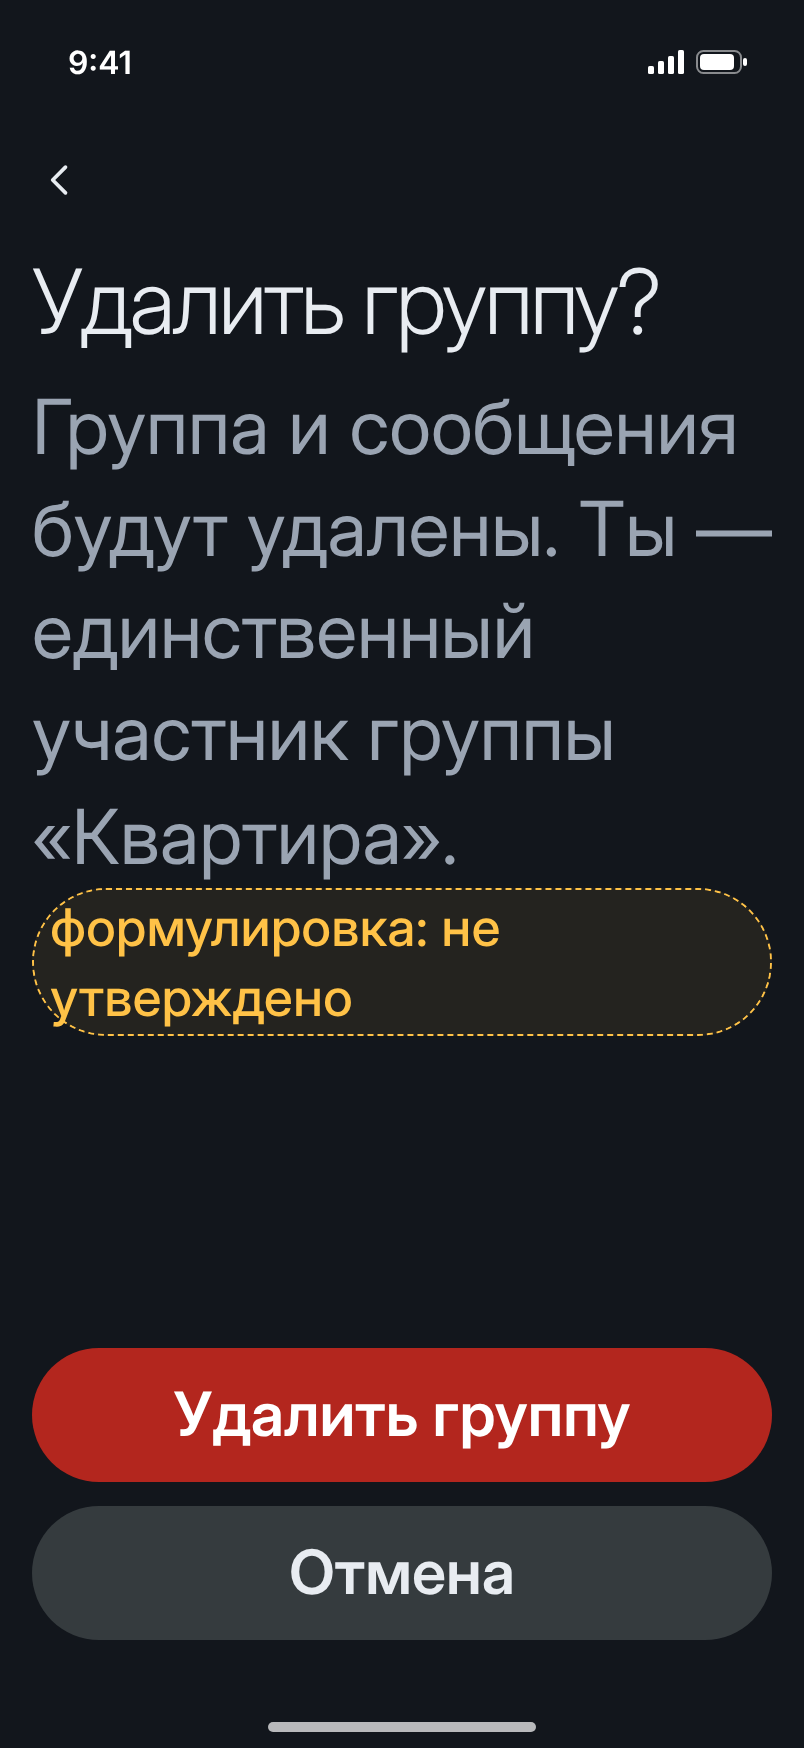 9:41
Удалить группу?
Группа и сообщения
будут удалены. Ты —
единственный
участник группы
«Квартира».
формулировка: не
утверждено
Удалить группу
Отмена